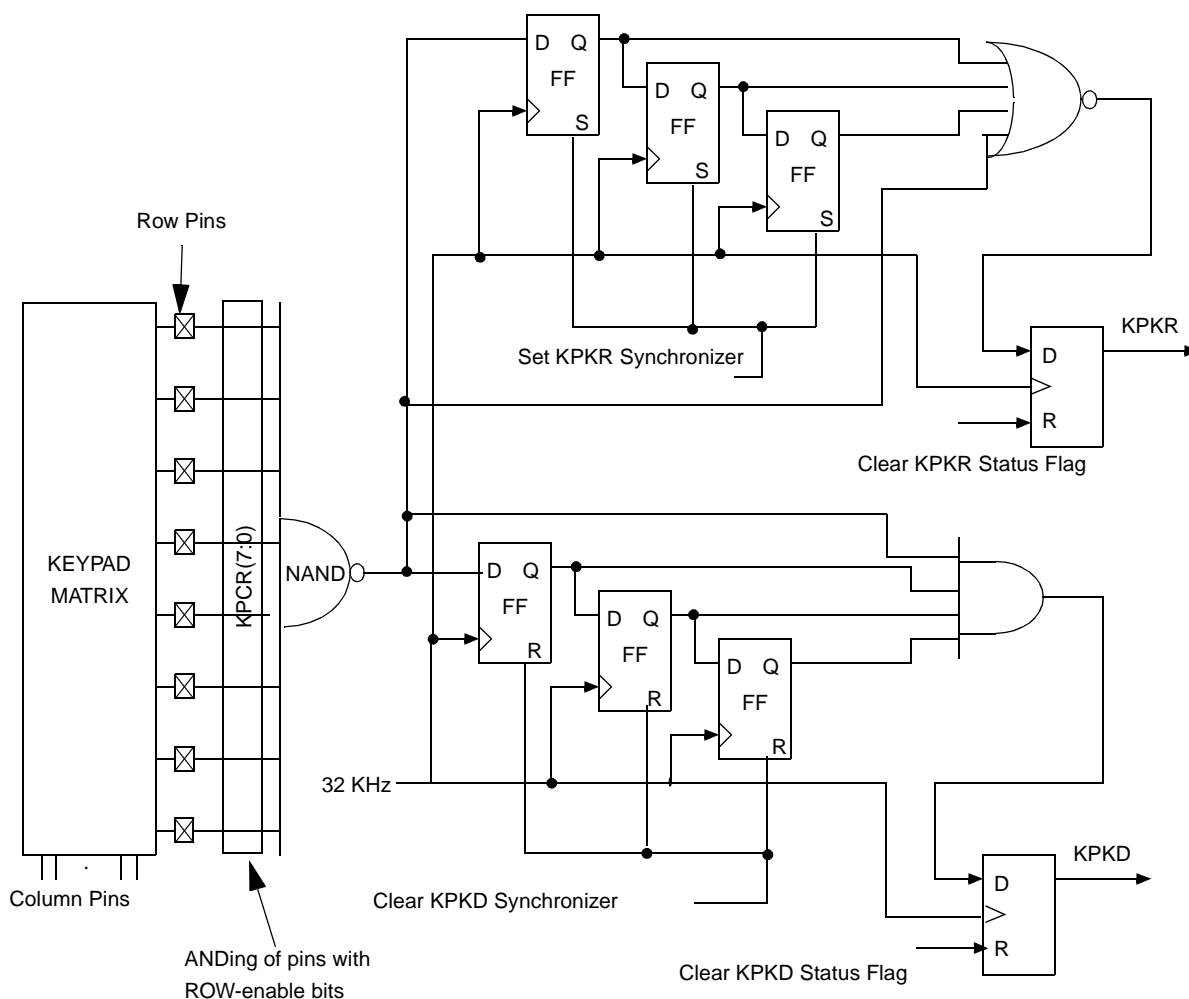 D Q
FF
S
D Q
FF
S
D Q
FF
S
Row Pins
KPKR
Set KPKR Synchronizer
D
R
Clear KPKR Status Flag
KEYPAD
MATRIX
KPCR(7:0)
NAND
D Q
FF
R
D Q
FF
R
D Q
FF
R
32 KHz
KPKD
Column Pins
Clear KPKD Synchronizer
D
R
Clear KPKD Status Flag
ANDing of pins with
ROW-enable bits